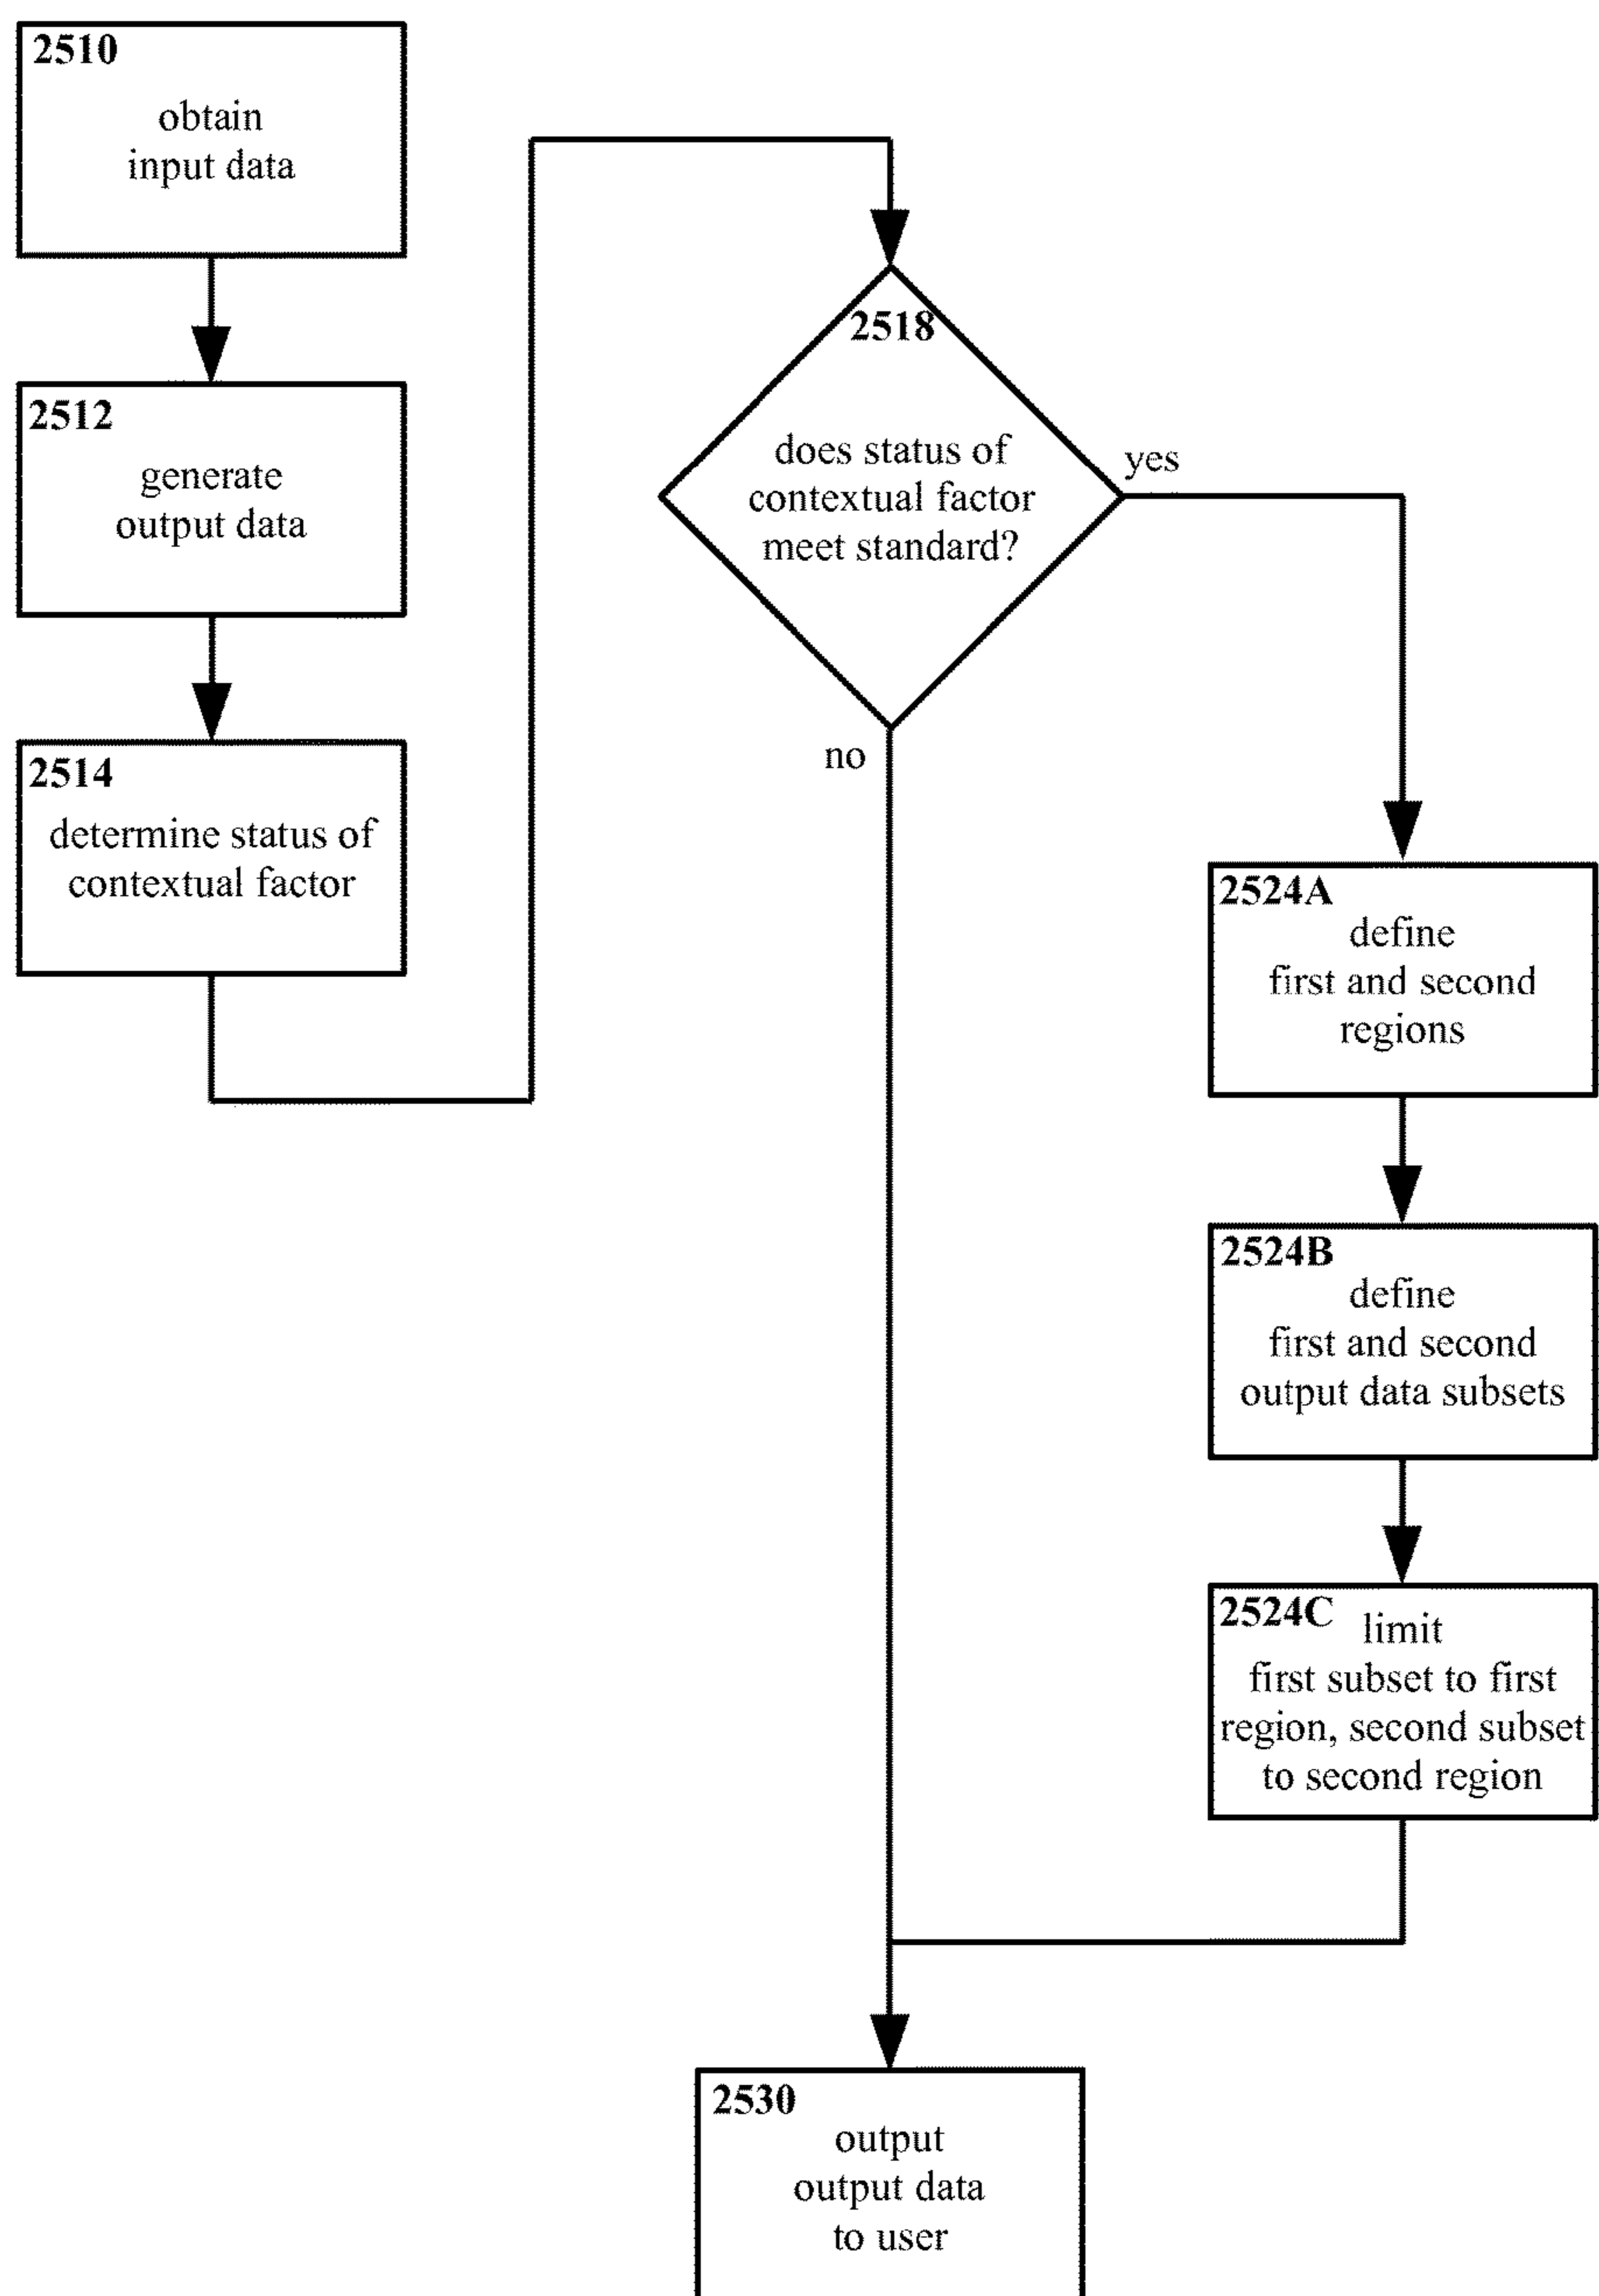 2510
obtain
input data
2512
generate
output data
2514
determine status of
contextual factor
2518
does status of
contextual factor
meet standard?
yes
no
2524A
define
first and second
regions
2524B
define
first and second
output data subsets
2524C
limit
first subset to first
region, second subset
to second region
2530
output
output data
to user